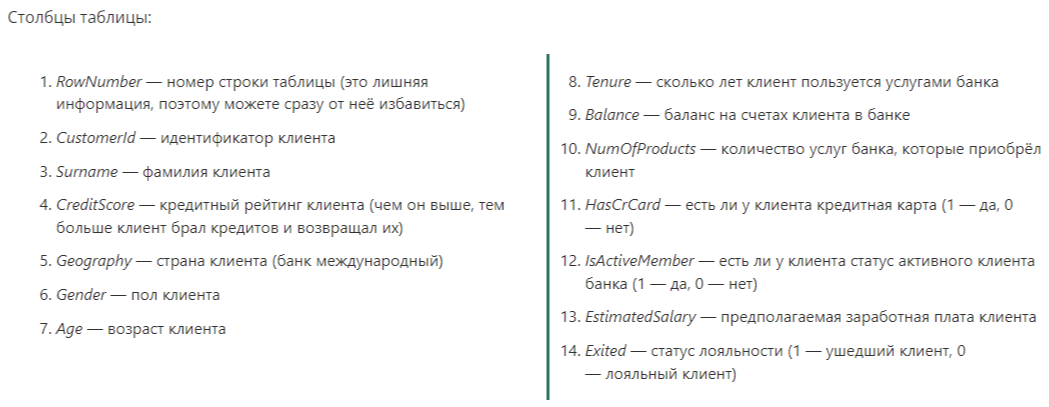 Столбцы таблицы:
1. RowNumber — номер строки таблицы (это лишняя
информация, поэтому можете сразу от неё избавиться)
2. CustomerId — идентификатор клиента
3. Surname — фамилия клиента
4. CreditScore — кредитный рейтинг клиента (чем он выше, тем
больше клиент брал кредитов и возвращал их)
5. Geography — страна клиента (банк международный)
6. Gender — пол клиента
7. Age — возраст клиента
8. Tenure — сколько лет клиент пользуется услугами банка
9. Balance — баланс на счетах клиента в банке
10. NumOfProducts — количество услуг банка, которые приобрёл
клиент
11. HasCrCard — есть ли у клиента кредитная карта (1 — да, 0
— нет)
12. IsActiveMember — есть ли у клиента статус активного клиента
банка (1 — да, 0 — нет)
13. EstimatedSalary — предполагаемая заработная плата клиента
14. Exited — статус лояльности (1 — ушедший клиент, 0
— лояльный клиент)